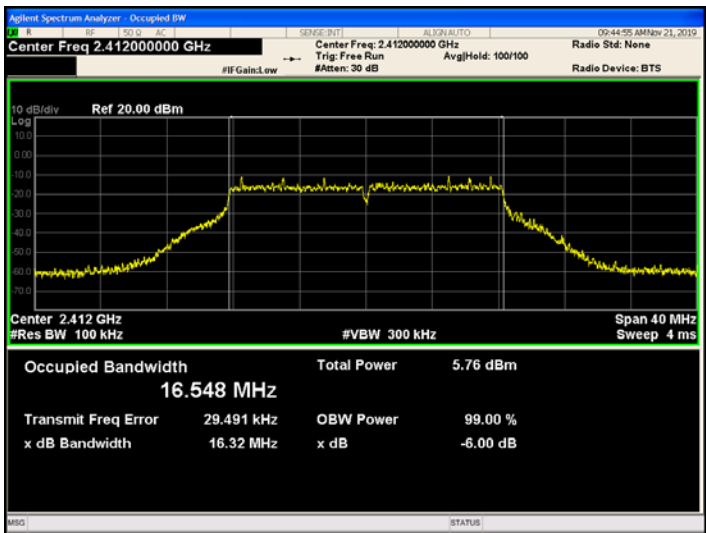 Agilent Spectrum Analyzer - Occupied BW
R RF 50 Ω AC SENSE:INT ALIGN AUTO 09:44:55 AM Nov 21, 2019
Center Freq 2.412000000 GHz Center Freq: 2.412000000 GHz Radio Std: None
Trig: Free Run Avg|Hold: 100/100
#IFGain:Low #Atten: 30 dB Radio Device: BTS
10 dB/div Ref 20.00 dBm
Log
10.0
0.00
-10.0
-20.0
-30.0
-40.0
-50.0
-60.0
-70.0
Center 2.412 GHz Span 40 MHz
#Res BW 100 kHz #VBW 300 kHz Sweep 4 ms
Occupied Bandwidth Total Power 5.76 dBm
16.548 MHz
Transmit Freq Error 29.491 kHz OBW Power 99.00 %
x dB Bandwidth 16.32 MHz x dB -6.00 dB
MSG STATUS